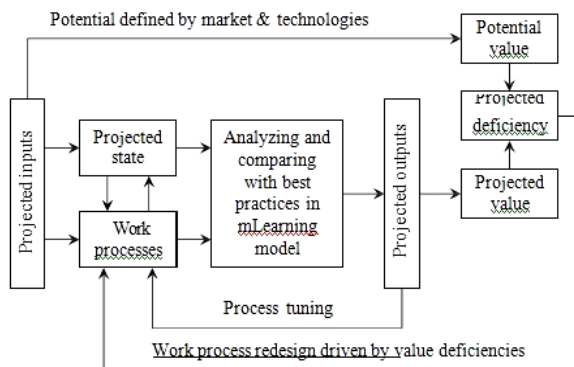 Potential defined by market & technologies
Potential
value
Projected
deficiency
Projected
value
Projected inputs
Projected
state
Work
processes
Analyzing and
comparing
with best
practices in
mLearning
model
Projected outputs
Process tuning
Work process redesign driven by value deficiencies